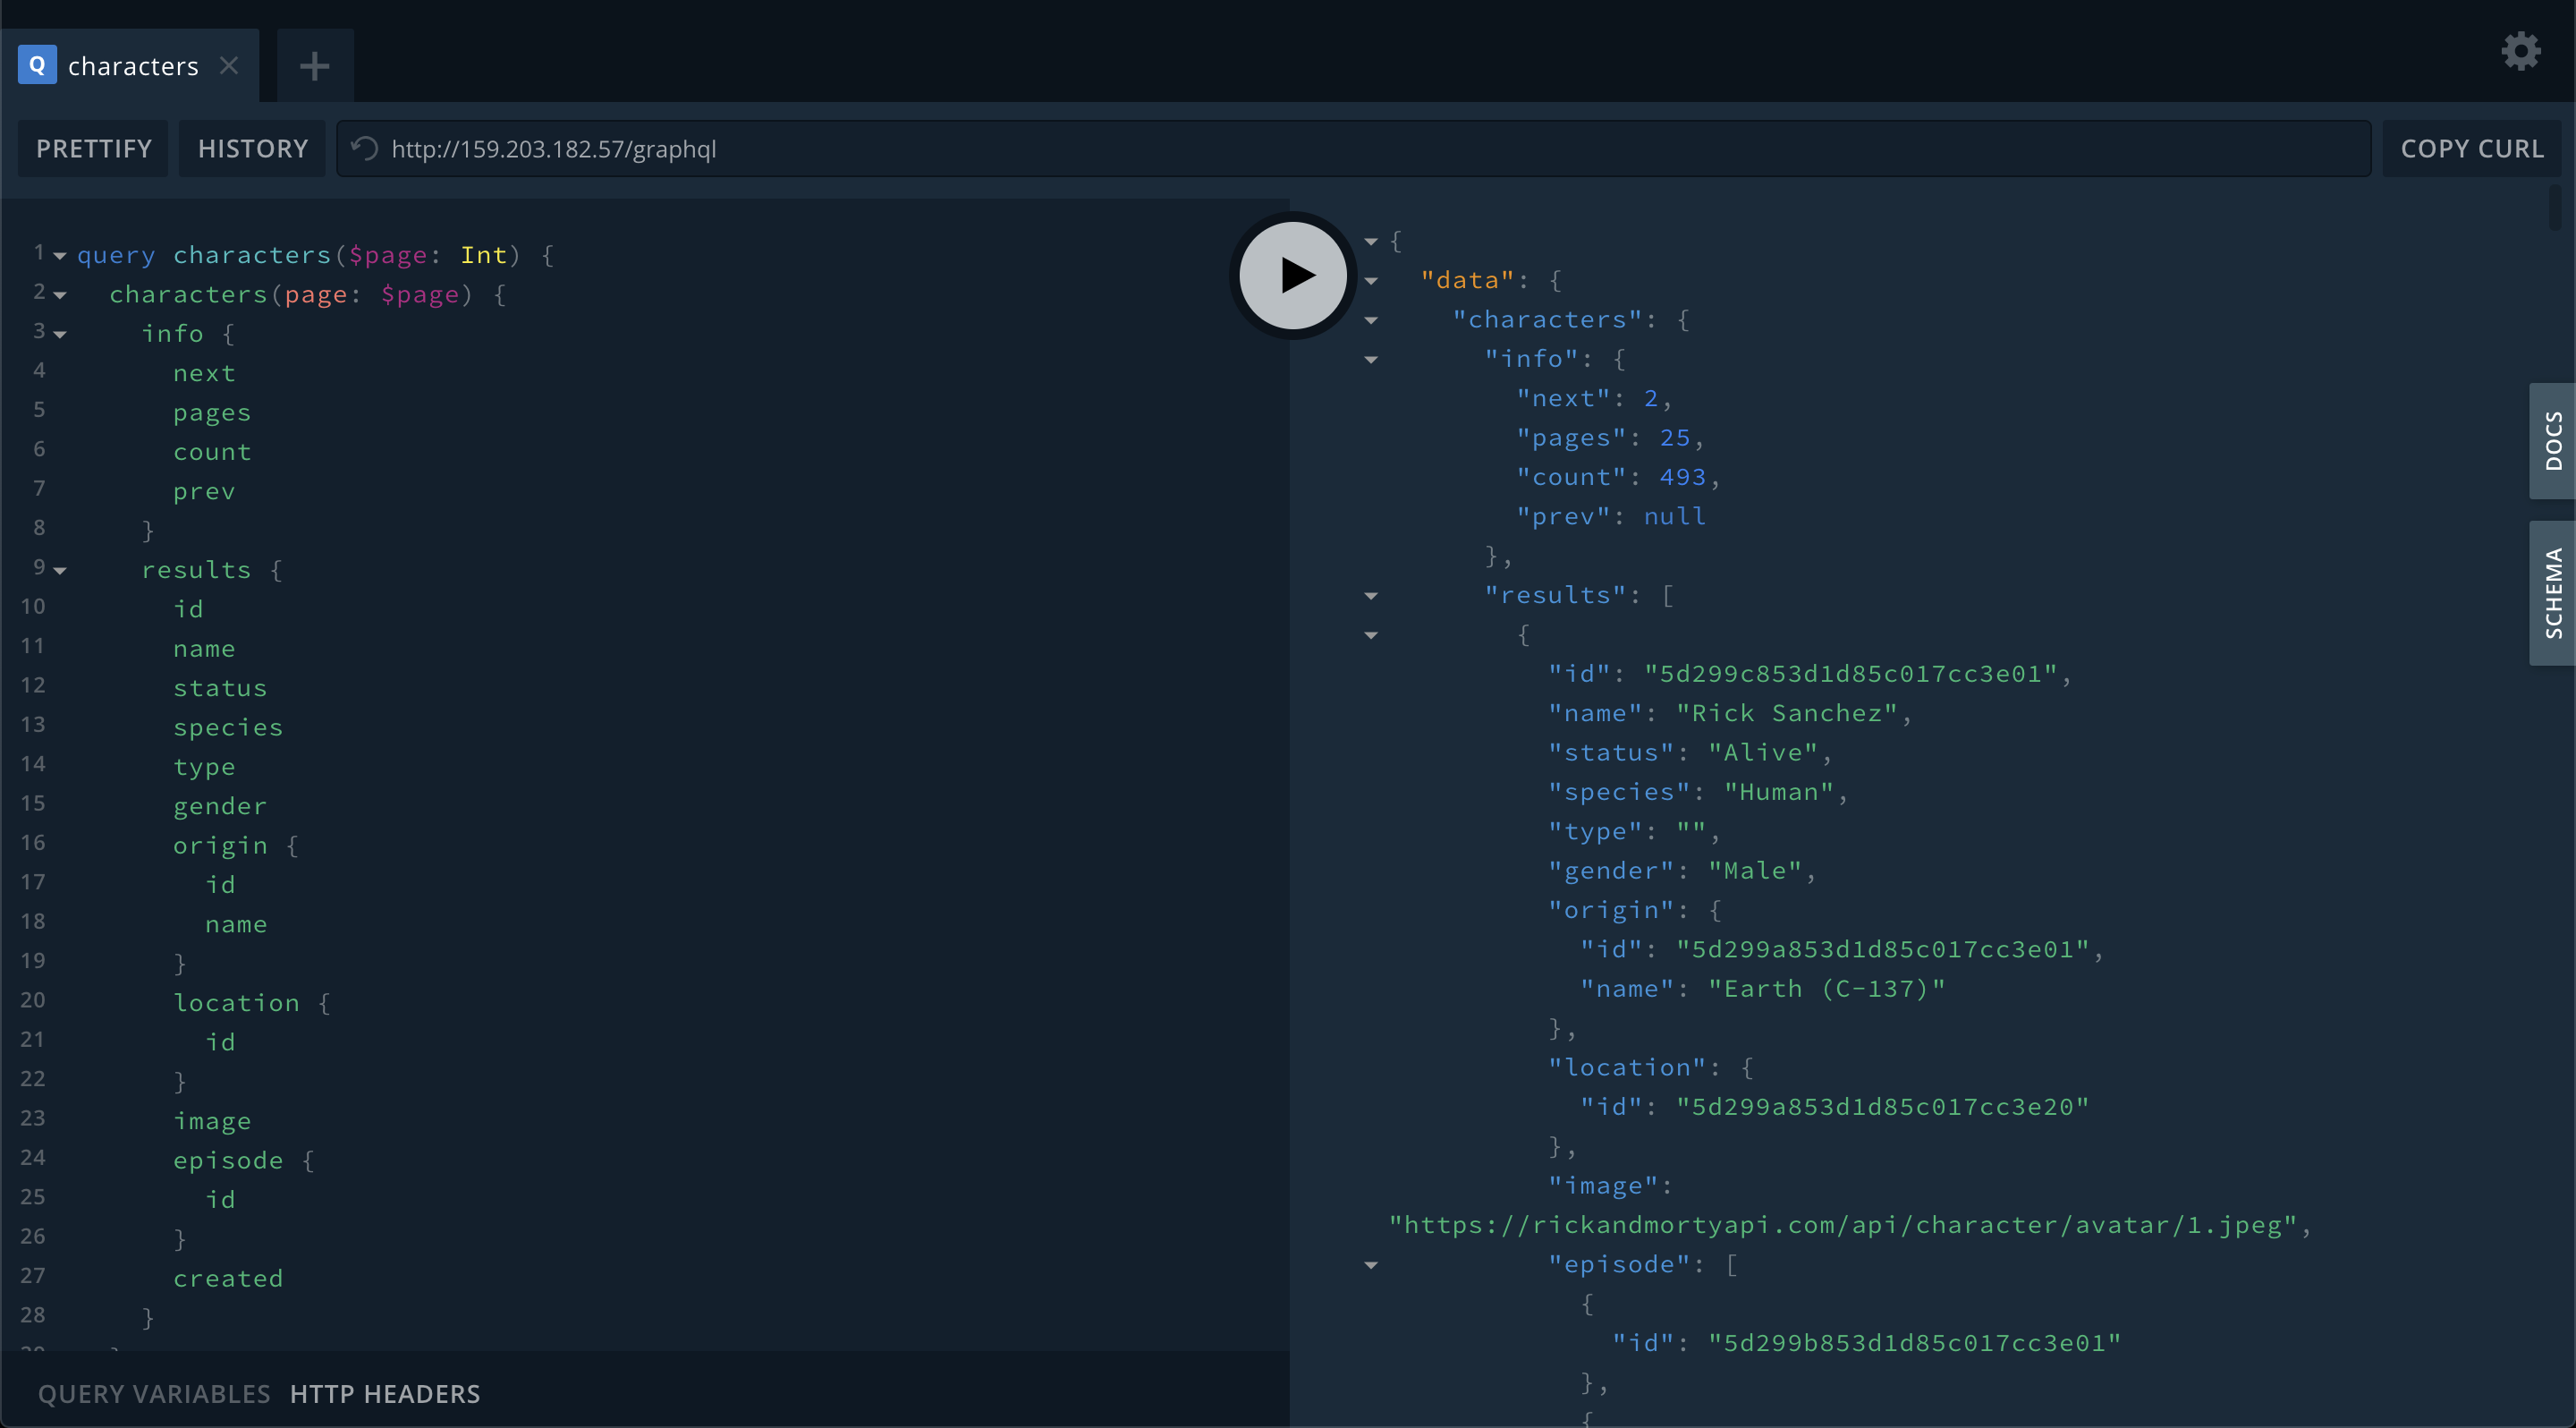 Q characters
PRETTIFY HISTORY http://159.203.182.57/graphql COPY CURL
1 query characters($page: Int) {
2 characters(page: $page) {
3 info {
4 next
5 pages
6 count
7 prev
8 }
9 results {
10 id
11 name
12 status
13 species
14 type
15 gender
16 origin {
17 id
18 name
19 }
20 location {
21 id
22 }
23 image
24 episode {
25 id
26 }
27 created
28 }
QUERY VARIABLES HTTP HEADERS
{
"data": {
"characters": {
"info": {
"next": 2,
"pages": 25,
"count": 493,
"prev": null
},
"results": [
{
"id": "5d299c853d1d85c017cc3e01",
"name": "Rick Sanchez",
"status": "Alive",
"species": "Human",
"type": "",
"gender": "Male",
"origin": {
"id": "5d299a853d1d85c017cc3e01",
"name": "Earth (C-137)"
},
"location": {
"id": "5d299a853d1d85c017cc3e20"
},
"image":
"https://rickandmortyapi.com/api/character/avatar/1.jpeg",
"episode": [
{
"id": "5d299b853d1d85c017cc3e01"
},
{
DOCS
SCHEMA